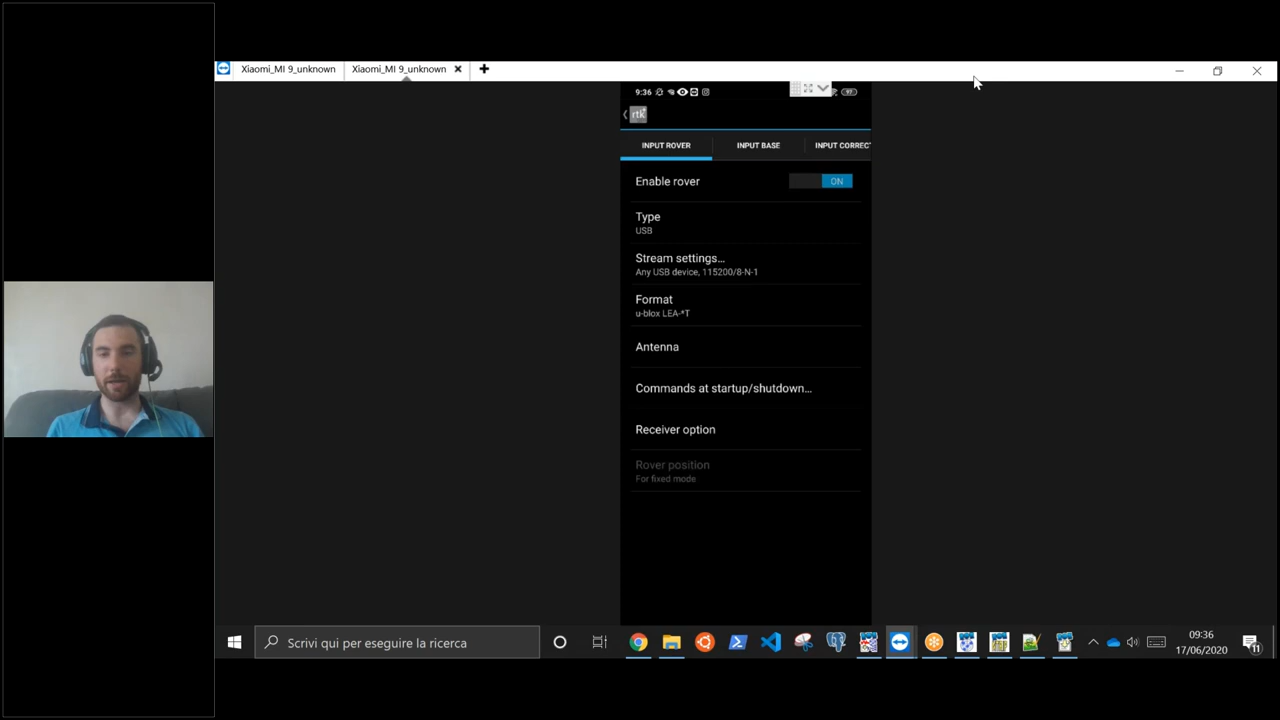 Xiaomi_MI 9_unknown
Xiaomi_MI 9_unknown
9:36
97
rtk+
INPUT ROVER
INPUT BASE
INPUT CORRECT
Enable rover
ON
Type
USB
Stream settings…
Any USB device, 115200/8-N-1
Format
u-blox LEA-*T
Antenna
Commands at startup/shutdown…
Receiver option
Rover position
For fixed mode
Scrivi qui per eseguire la ricerca
09:36
17/06/2020
11